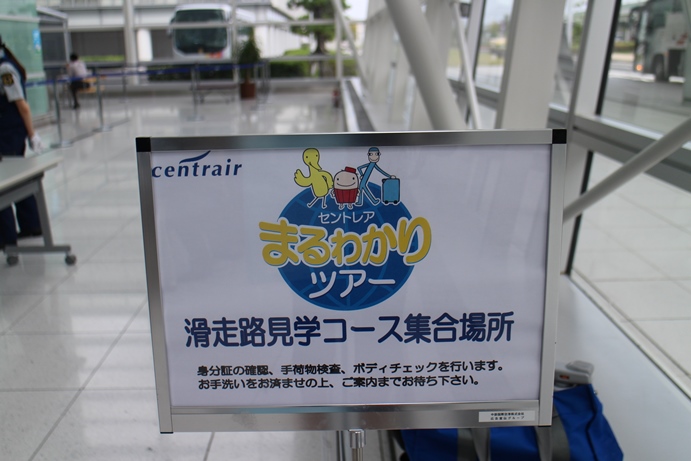 centrair
セントレア
まるわかり
ツアー
滑走路見学コース集合場所
身分証の確認、手荷物検査、ボディチェックを行います。
お手洗いをお済ませの上、ご案内までお待ち下さい。